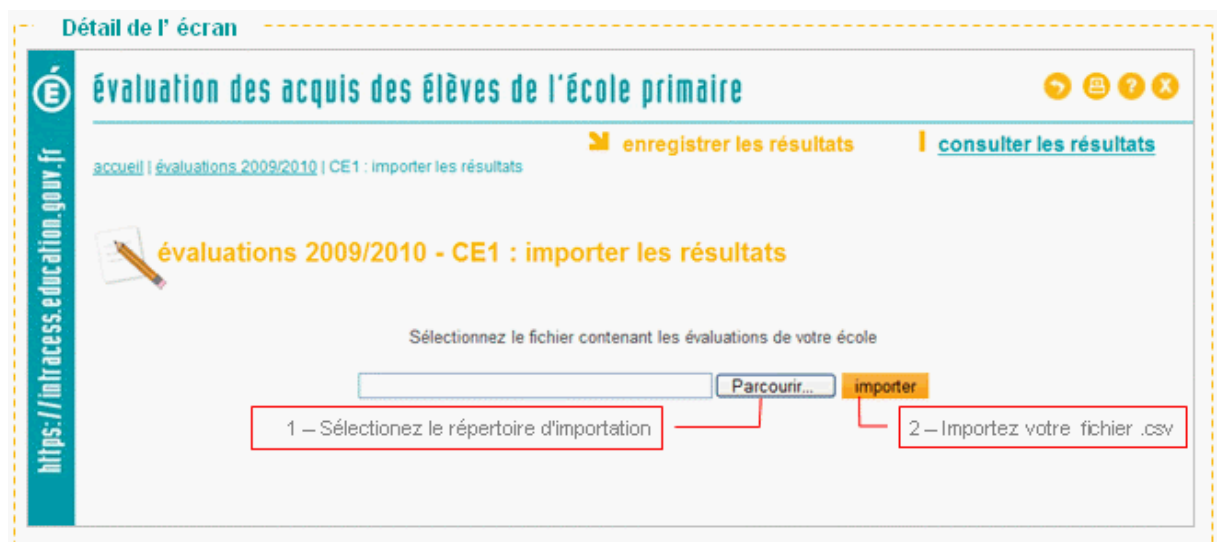 Détail de l' écran
É
évaluation des acquis des élèves de l'école primaire
?
X
enregistrer les résultats
consulter les résultats
accueil | évaluations 2009/2010 | CE1 : importer les résultats
https://intracess.education.gouv.fr
évaluations 2009/2010 - CE1 : importer les résultats
Sélectionnez le fichier contenant les évaluations de votre école
Parcourir... importer
1 – Sélectionez le répertoire d'importation
2 – Importez votre fichier .csv